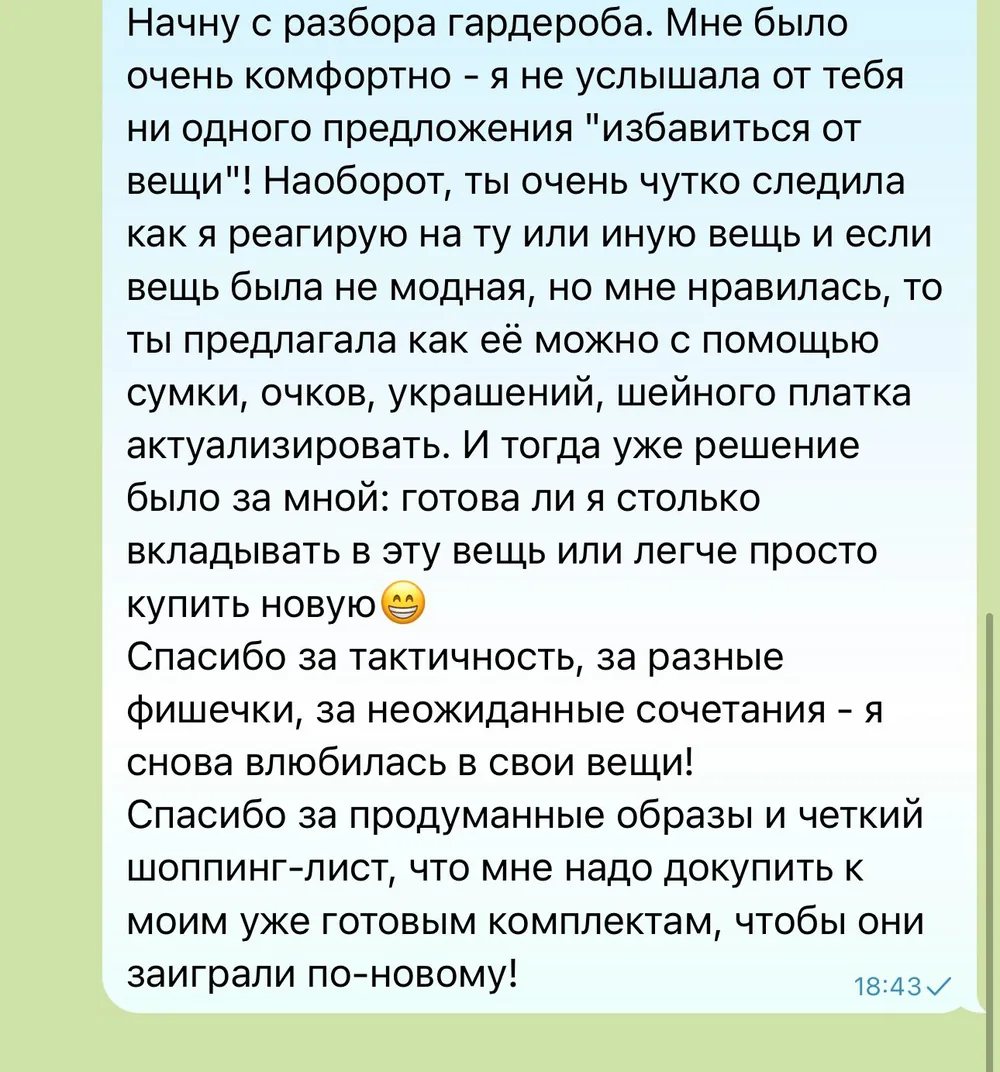 Начну с разбора гардероба. Мне было
очень комфортно - я не услышала от тебя
ни одного предложения "избавиться от
вещи"! Наоборот, ты очень чутко следила
как я реагирую на ту или иную вещь и если
вещь была не модная, но мне нравилась, то
ты предлагала как её можно с помощью
сумки, очков, украшений, шейного платка
актуализировать. И тогда уже решение
было за мной: готова ли я столько
вкладывать в эту вещь или легче просто
купить новую😁
Спасибо за тактичность, за разные
фишечки, за неожиданные сочетания - я
снова влюбилась в свои вещи!
Спасибо за продуманные образы и четкий
шоппинг-лист, что мне надо докупить к
моим уже готовым комплектам, чтобы они
заиграли по-новому!
18:43